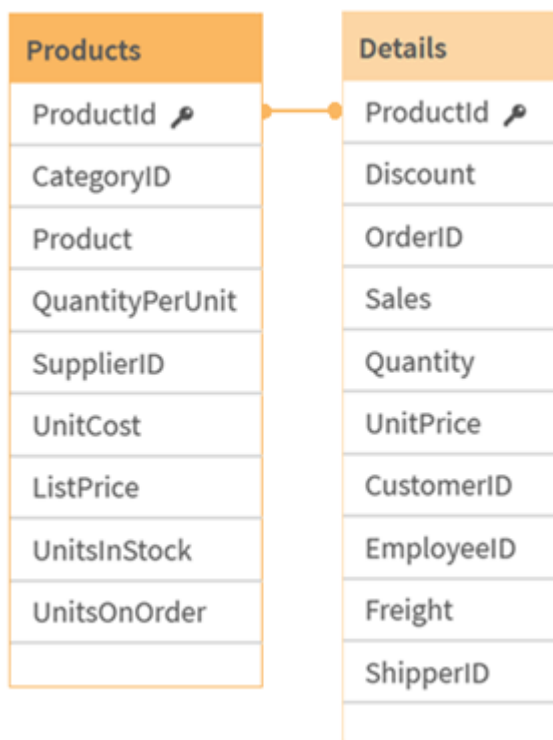 Products
ProductId
CategoryID
Product
QuantityPerUnit
SupplierID
UnitCost
ListPrice
UnitsInStock
UnitsOnOrder
Details
ProductId
Discount
OrderID
Sales
Quantity
UnitPrice
CustomerID
EmployeeID
Freight
ShipperID